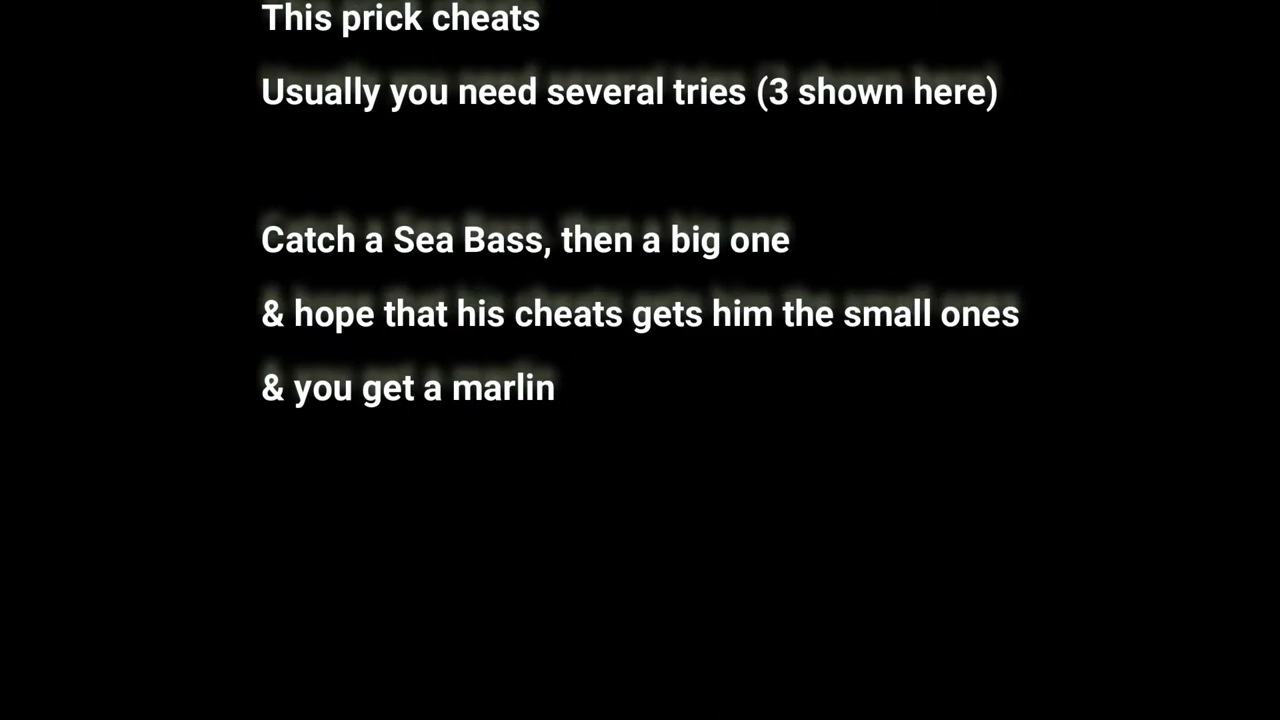 This prick cheats
Usually you need several tries (3 shown here)
Catch a Sea Bass, then a big one
& hope that his cheats gets him the small ones
& you get a marlin